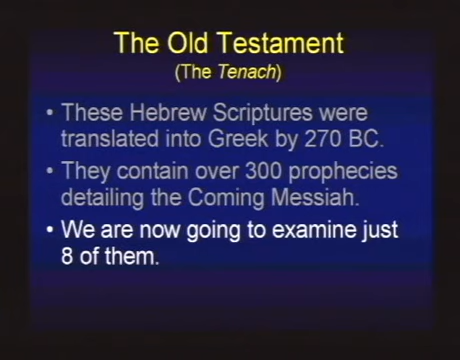 The Old Testament
(The Tenach)
• These Hebrew Scriptures were
translated into Greek by 270 BC.
• They contain over 300 prophecies
detailing the Coming Messiah.
• We are now going to examine just
8 of them.